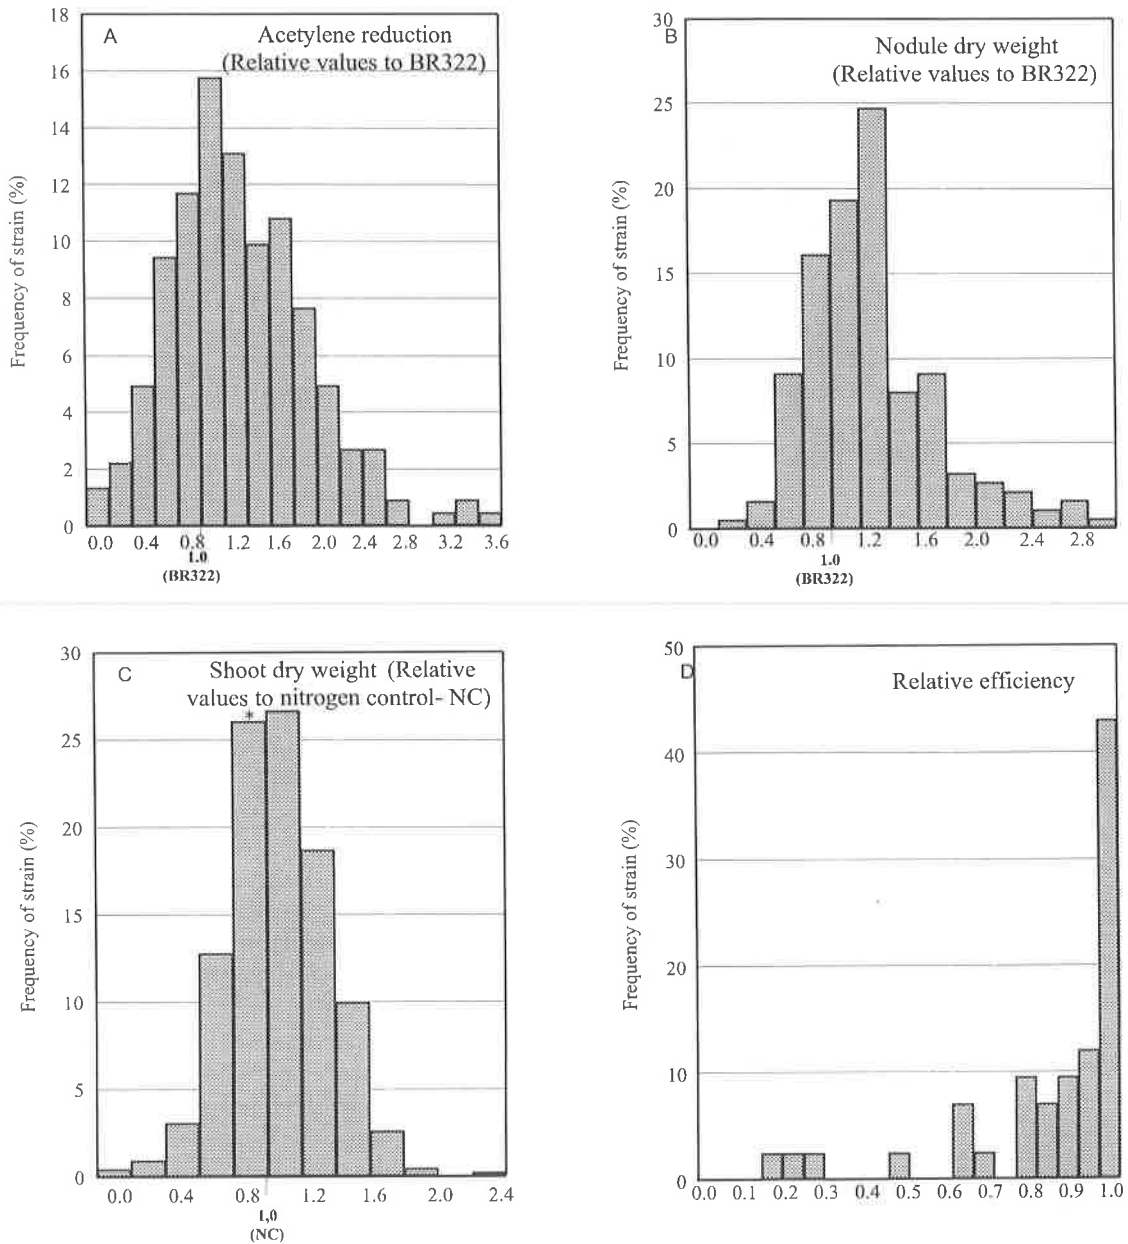 A
Acetylene reduction
(Relative values to BR322)
Frequency of strain (%)
18
16
14
12
10
8
6
4
2
0
0.0 0.4 0.8 1.2 1.6 2.0 2.4 2.8 3.2 3.6
1.0
(BR322)
B
Nodule dry weight
(Relative values to BR322)
Frequency of strain (%)
30
25
20
15
10
5
0
0.0 0.4 0.8 1.2 1.6 2.0 2.4 2.8
1.0
(BR322)
C
Shoot dry weight (Relative
values to nitrogen control- NC)
*
Frequency of strain (%)
30
25
20
15
10
5
0
0.0 0.4 0.8 1.2 1.6 2.0 2.4
1,0
(NC)
D
Relative efficiency
Frequency of strain (%)
50
40
30
20
10
0
0.0 0.1 0.2 0.3 0.4 0.5 0.6 0.7 0.8 0.9 1.0